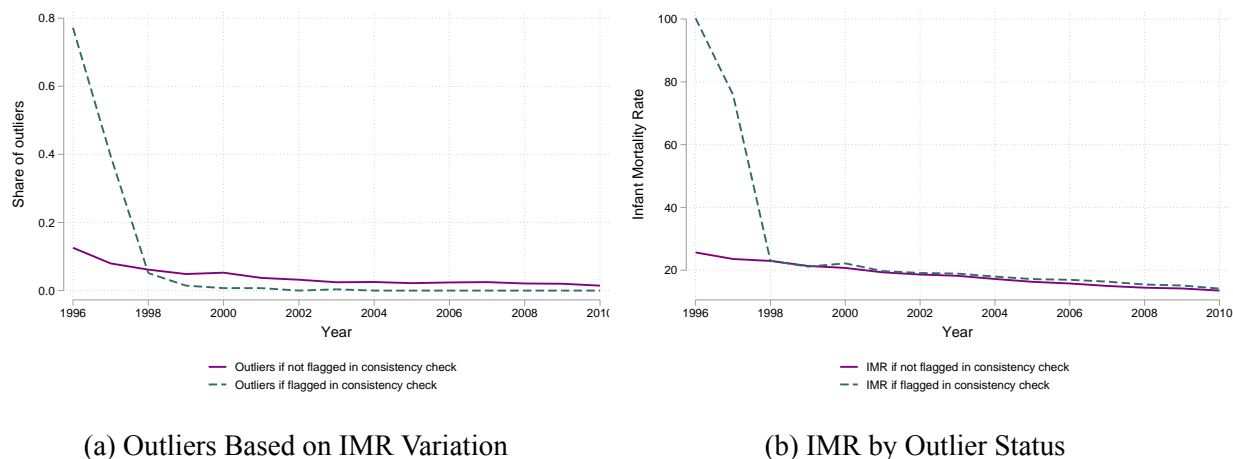 Share of outliers
0.8
0.6
0.4
0.2
0.0
1996 1998 2000 2002 2004 2006 2008 2010
Year
Outliers if not flagged in consistency check
Outliers if flagged in consistency check
(a) Outliers Based on IMR Variation
Infant Mortality Rate
100
80
60
40
20
1996 1998 2000 2002 2004 2006 2008 2010
Year
IMR if not flagged in consistency check
IMR if flagged in consistency check
(b) IMR by Outlier Status